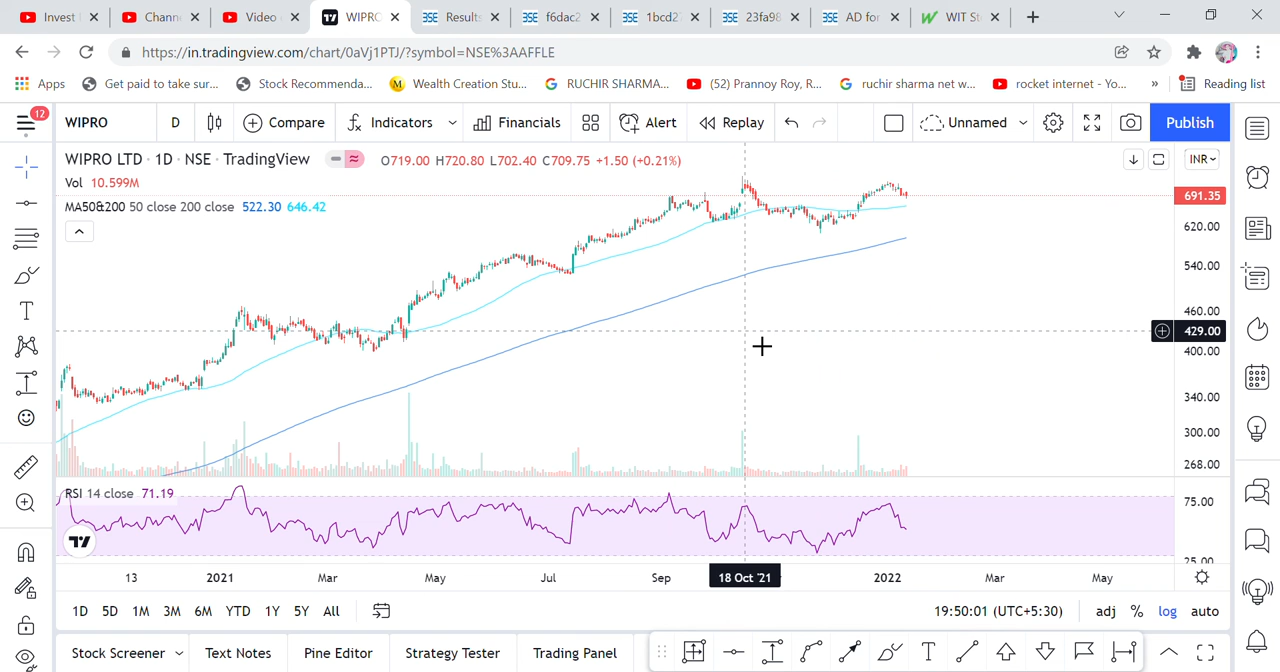 Invest
Chann
Video
WIPRO
Results
f6dac2
1bcd2
23fa98
AD for
WIT St
https://in.tradingview.com/chart/0aVj1PTJ/?symbol=NSE%3AAFFLE
Apps
Get paid to take sur...
Stock Recommenda...
Wealth Creation Stu...
RUCHIR SHARMA...
(52) Prannoy Roy, R...
ruchir sharma net w...
rocket internet - Yo...
»
Reading list
12
WIPRO
D
Compare
Indicators
Financials
Alert
Replay
Unnamed
Publish
WIPRO LTD · 1D · NSE · TradingView
O719.00 H720.80 L702.40 C709.75 +1.50 (+0.21%)
INR
Vol 10.599M
691.35
MA50&200 50 close 200 close 522.30 646.42
620.00
540.00
460.00
429.00
400.00
340.00
300.00
268.00
RSI 14 close 71.19
75.00
25.00
13
2021
Mar
May
Jul
Sep
18 Oct '21
2022
Mar
May
1D 5D 1M 3M 6M YTD 1Y 5Y All
19:50:01 (UTC+5:30)
adj % log auto
Stock Screener
Text Notes
Pine Editor
Strategy Tester
Trading Panel